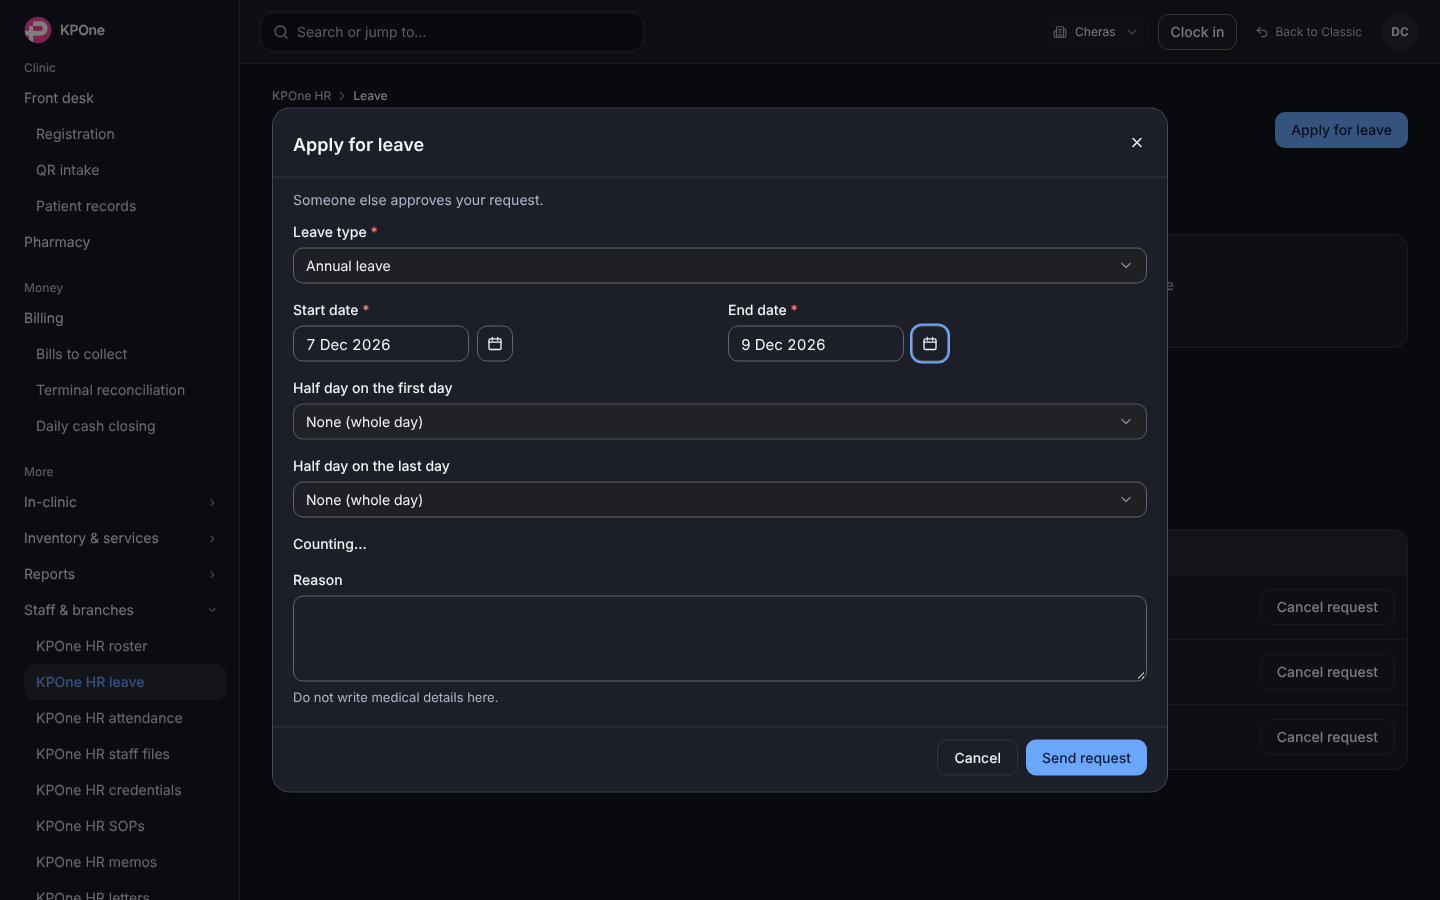 KPOne
Search or jump to...
Cheras
Clock in
Back to Classic
DC
Clinic
Front desk
Registration
QR intake
Patient records
Pharmacy
Money
Billing
Bills to collect
Terminal reconciliation
Daily cash closing
More
In-clinic
Inventory & services
Reports
Staff & branches
KPOne HR roster
KPOne HR leave
KPOne HR attendance
KPOne HR staff files
KPOne HR credentials
KPOne HR SOPs
KPOne HR memos
KPOne HR letters
KPOne HR > Leave
Apply for leave
Apply for leave
Someone else approves your request.
Leave type *
Annual leave
Start date *
End date *
7 Dec 2026
9 Dec 2026
Half day on the first day
None (whole day)
Half day on the last day
None (whole day)
Counting...
Reason
Do not write medical details here.
Cancel
Send request
Cancel request
Cancel request
Cancel request